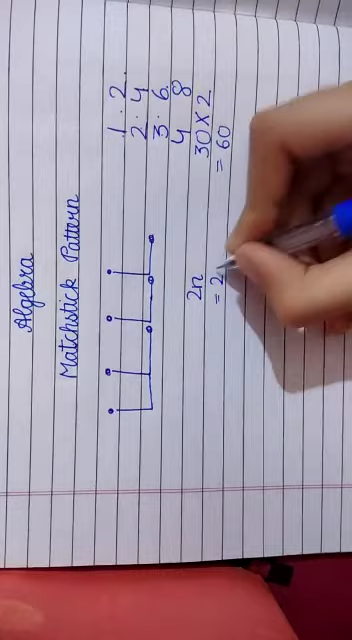 Algebra
Matchstick Pattern
1 . 2
2 . 4
3 . 6
4 8
30 X 2
= 60
2n
= 2